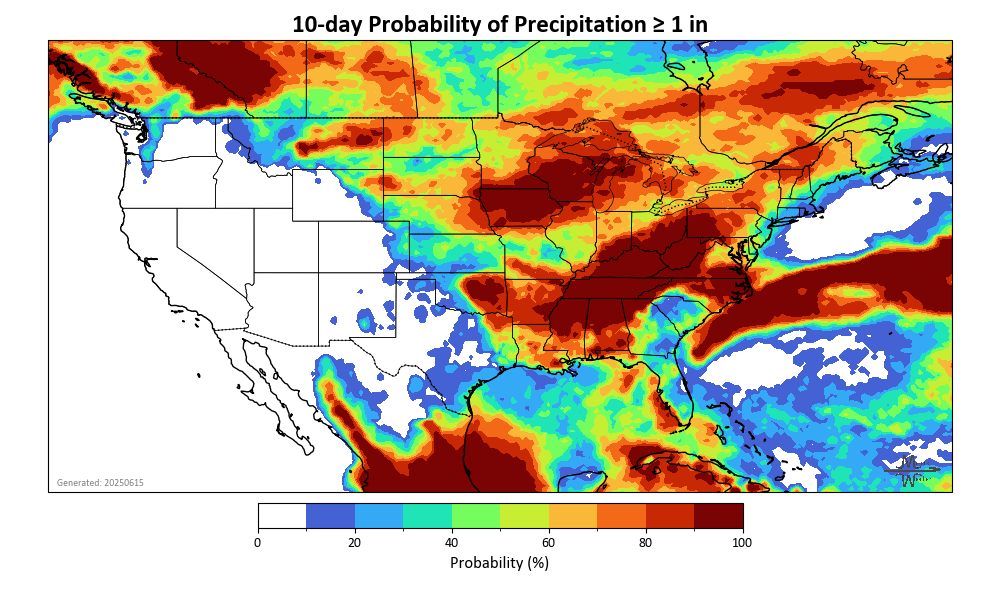 10-day Probability of Precipitation ≥ 1 in
Generated: 20250615
0 20 40 60 80 100
Probability (%)